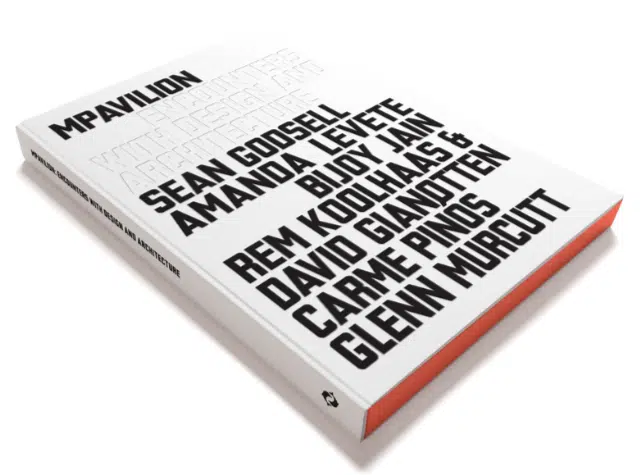 MPAVILION
ENCOUNTERS
WITH DESIGN AND
ARCHITECTURE
SEAN GODSELL
AMANDA LEVETE
BIJOY JAIN
REM KOOLHAAS &
DAVID GIANOTTEN
CARME PINOS
GLENN MURCUTT
MPAVILION: ENCOUNTERS WITH DESIGN AND ARCHITECTURE